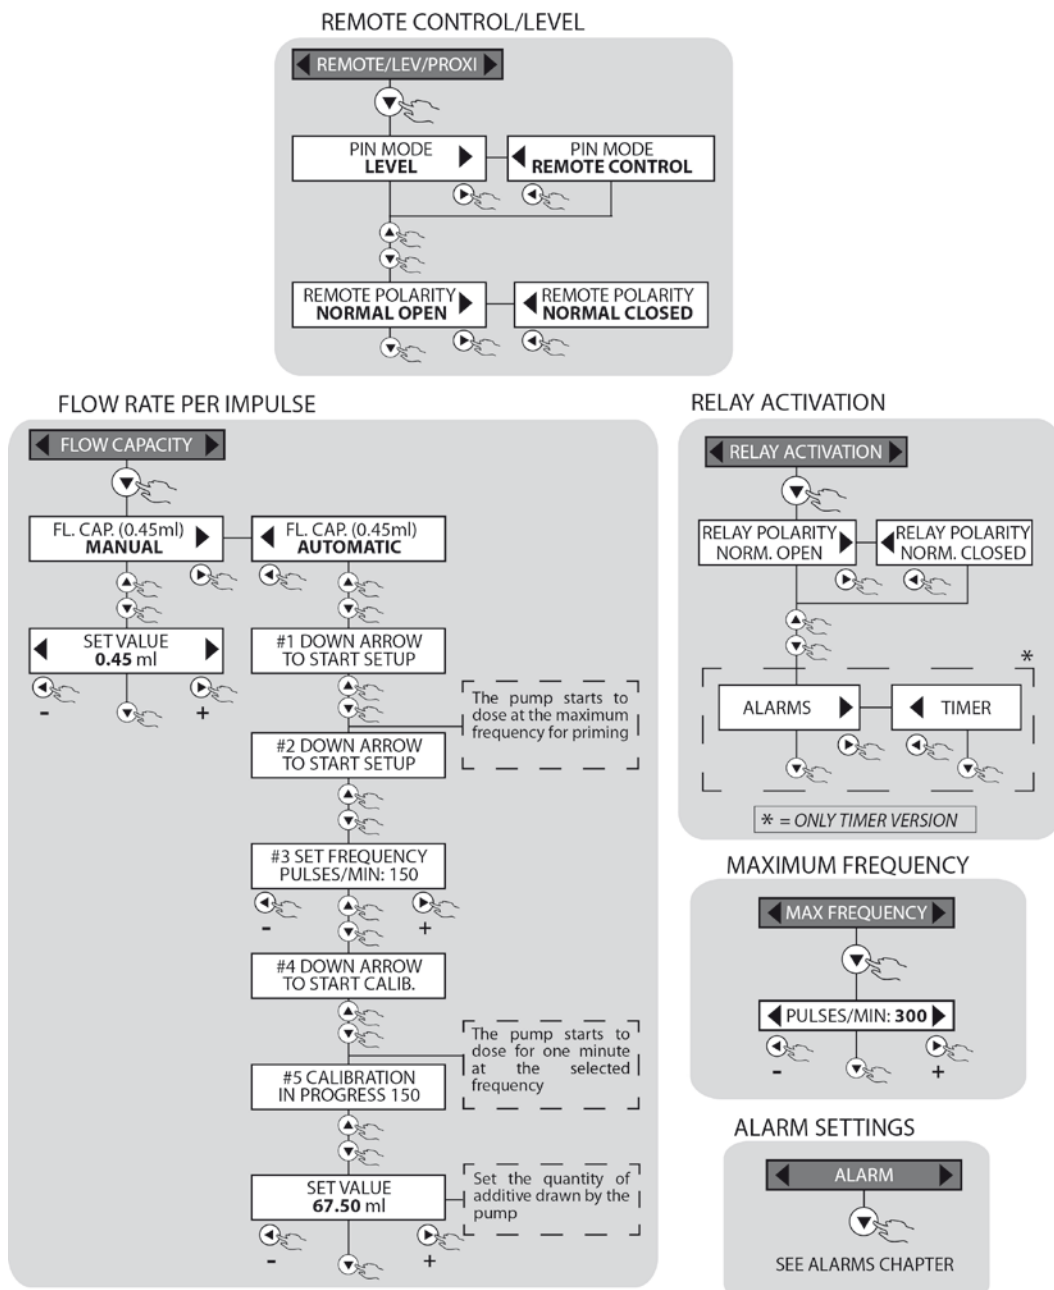 REMOTE CONTROL/LEVEL
REMOTE/LEV/PROXI
PIN MODE
LEVEL
PIN MODE
REMOTE CONTROL
REMOTE POLARITY
NORMAL OPEN
REMOTE POLARITY
NORMAL CLOSED
FLOW RATE PER IMPULSE
FLOW CAPACITY
FL. CAP. (0.45ml)
MANUAL
FL. CAP. (0.45ml)
AUTOMATIC
SET VALUE
0.45 ml
-
+
#1 DOWN ARROW
TO START SETUP
The pump starts to
dose at the maximum
frequency for priming
#2 DOWN ARROW
TO START SETUP
#3 SET FREQUENCY
PULSES/MIN: 150
-
+
#4 DOWN ARROW
TO START CALIB.
The pump starts to
dose for one minute
at the selected
frequency
#5 CALIBRATION
IN PROGRESS 150
SET VALUE
67.50 ml
Set the quantity of
additive drawn by the
pump
-
+
RELAY ACTIVATION
RELAY ACTIVATION
RELAY POLARITY
NORM. OPEN
RELAY POLARITY
NORM. CLOSED
*
ALARMS
TIMER
* = ONLY TIMER VERSION
MAXIMUM FREQUENCY
MAX FREQUENCY
PULSES/MIN: 300
-
+
ALARM SETTINGS
ALARM
SEE ALARMS CHAPTER